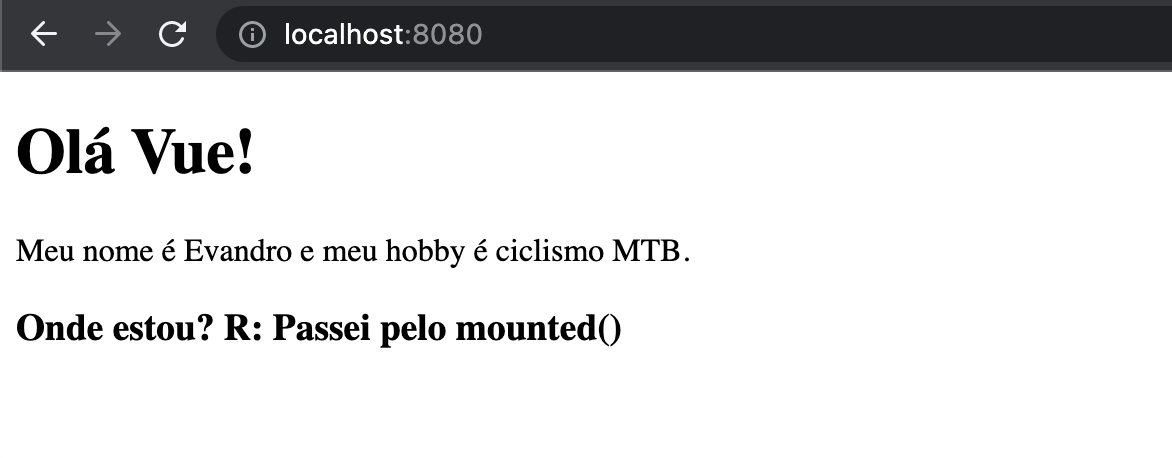 localhost:8080
Olá Vue!
Meu nome é Evandro e meu hobby é ciclismo MTB.
Onde estou? R: Passei pelo mounted()